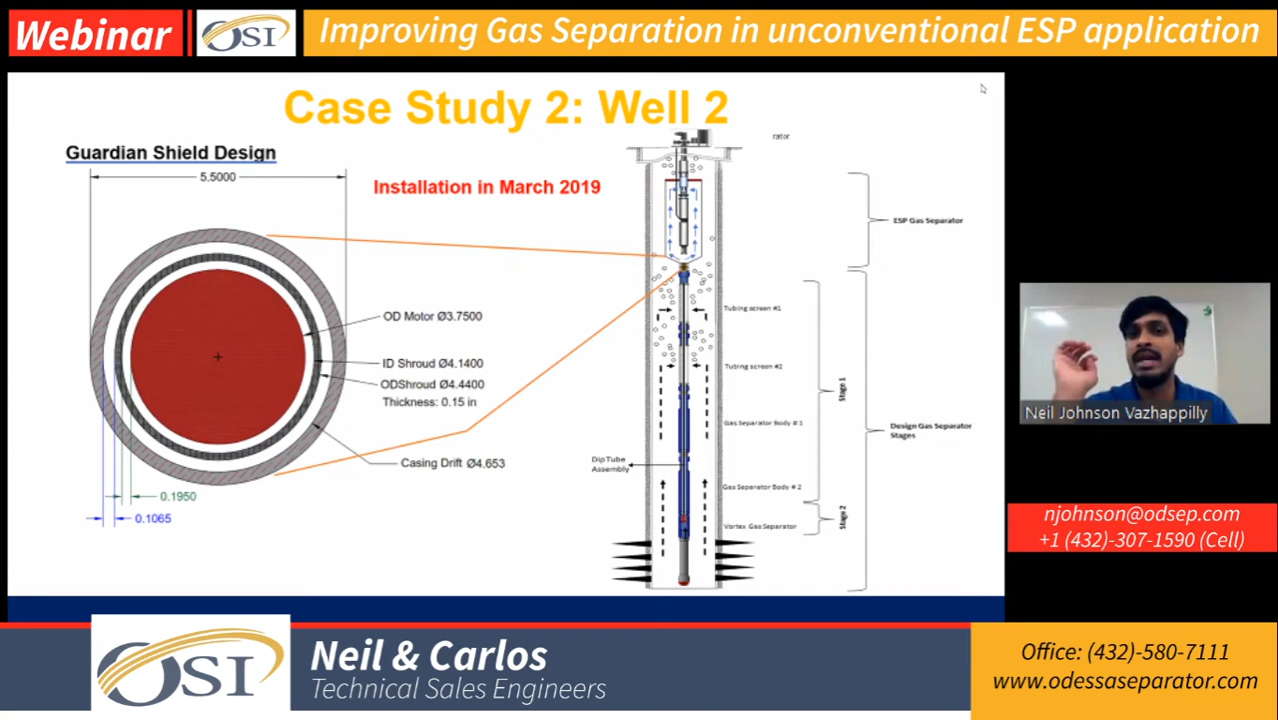 Webinar
OSI
Improving Gas Separation in unconventional ESP application
Case Study 2: Well 2
rator
Guardian Shield Design
5.5000
Installation in March 2019
OD Motor Ø3.7500
ID Shroud Ø4.1400
ODShroud Ø4.4400
Thickness: 0.15 in
Casing Drift Ø4.653
0.1950
0.1065
ESP Gas Separator
Tubing screen #1
Tubing screen #2
Stage 1
Gas Separator Body # 1
Design Gas Separator
Stages
Dip Tube
Assembly
Gas Separator Body # 2
Stage 2
Vortex Gas Separator
Neil Johnson Vazhappilly
njohnson@odsep.com
+1 (432)-307-1590 (Cell)
OSI
Neil & Carlos
Technical Sales Engineers
Office: (432)-580-7111
www.odessaseparator.com